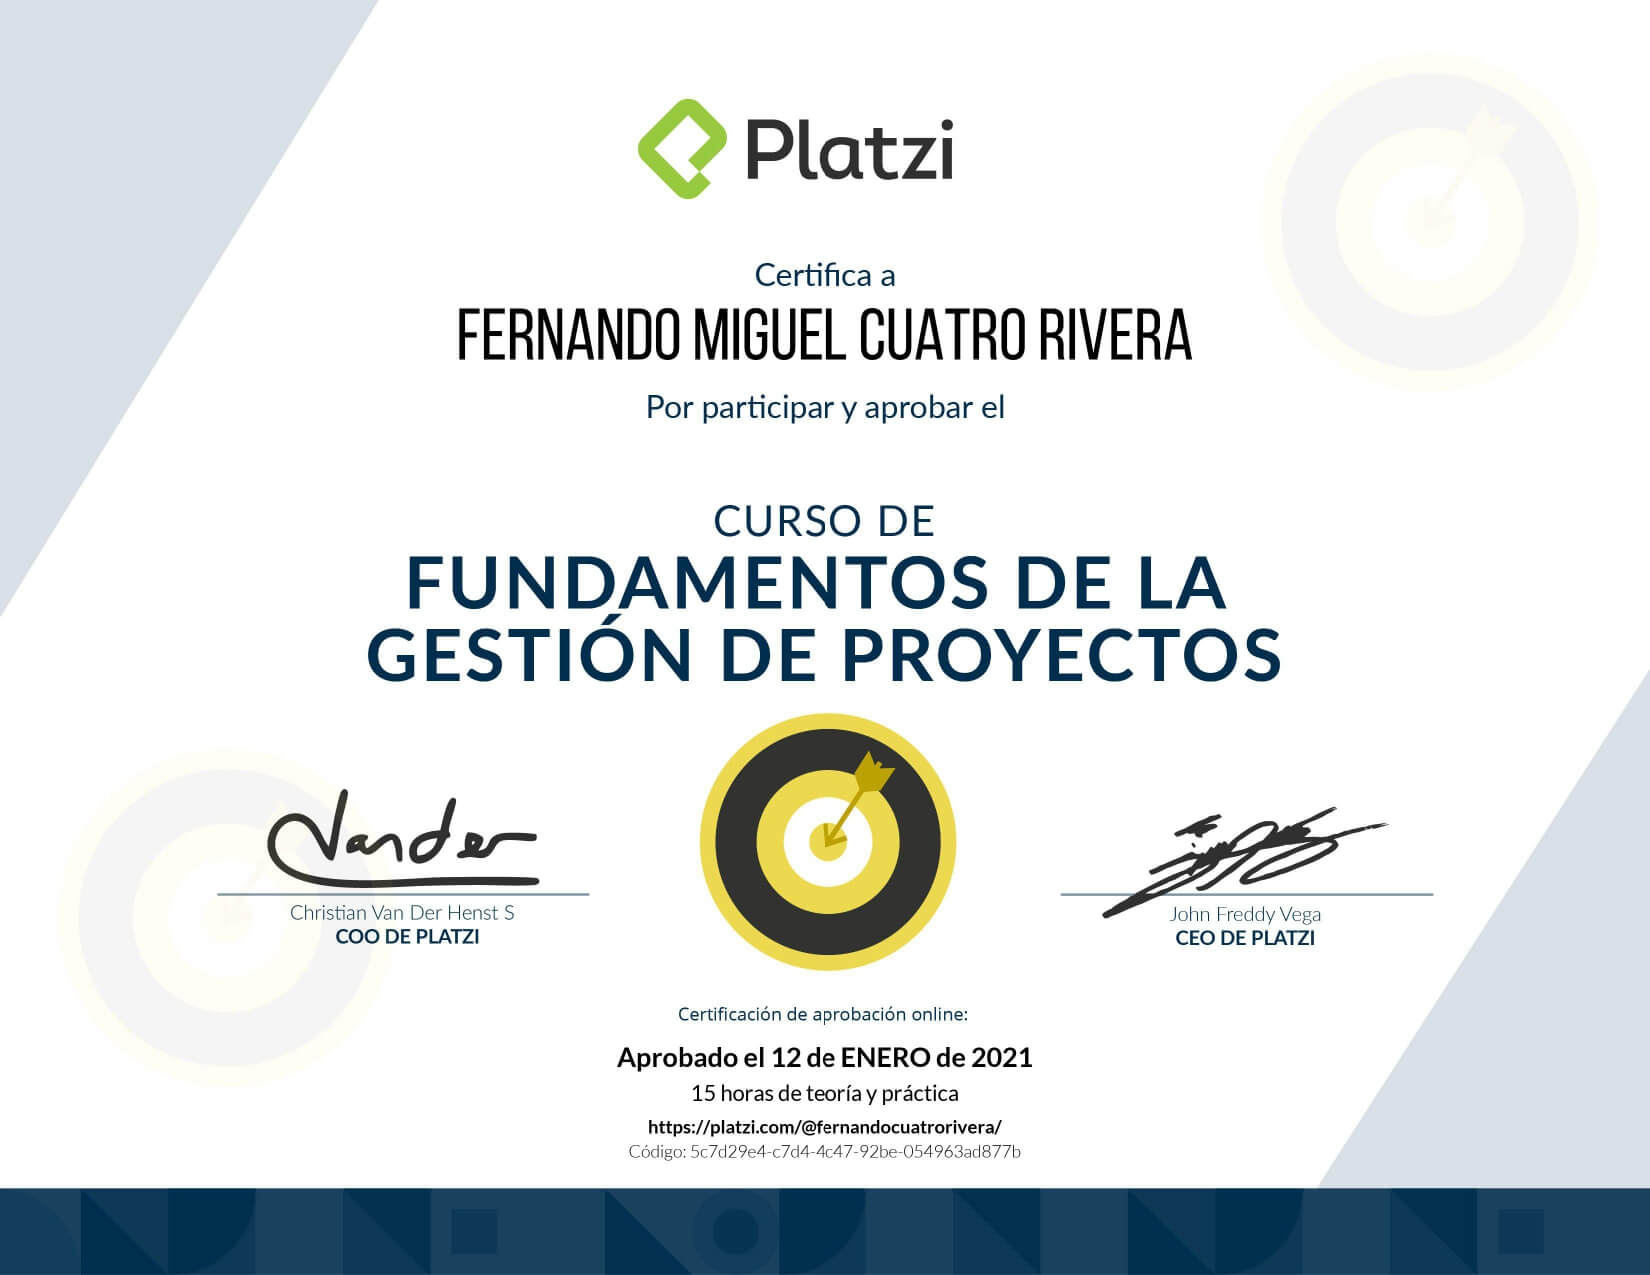 Platzi
Certifica a
FERNANDO MIGUEL CUATRO RIVERA
Por participar y aprobar el
CURSO DE
FUNDAMENTOS DE LA
GESTIÓN DE PROYECTOS
Vander
Christian Van Der Henst S
COO DE PLATZI
John Freddy Vega
CEO DE PLATZI
Certificación de aprobación online:
Aprobado el 12 de ENERO de 2021
15 horas de teoría y práctica
https://platzi.com/@fernandocuatrorivera/
Código: 5c7d29e4-c7d4-4c47-92be-054963ad877b